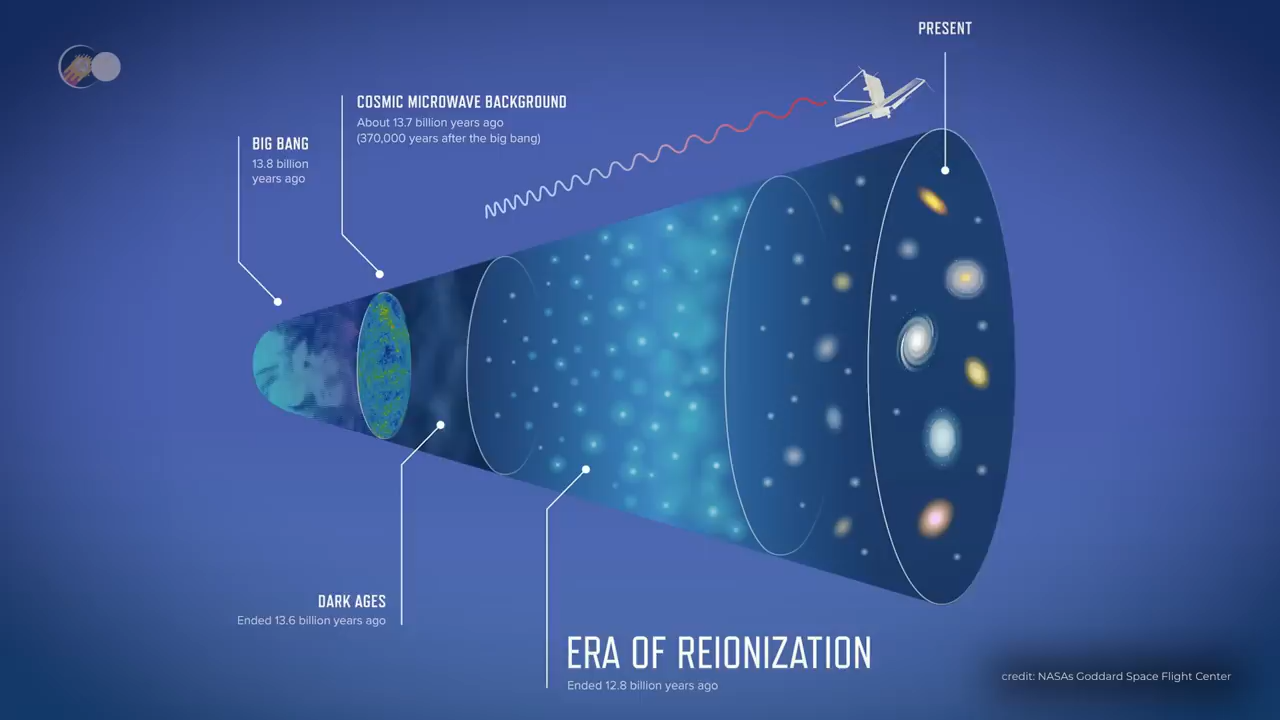 PRESENT
COSMIC MICROWAVE BACKGROUND
About 13.7 billion years ago
(370,000 years after the big bang)
BIG BANG
13.8 billion
years ago
DARK AGES
Ended 13.6 billion years ago
ERA OF REIONIZATION
Ended 12.8 billion years ago
credit: NASAs Goddard Space Flight Center